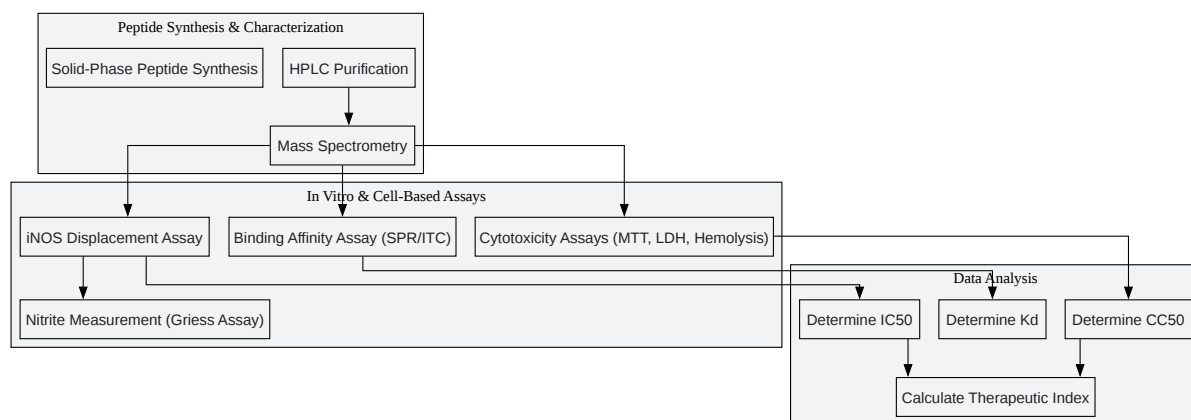 Peptide Synthesis & Characterization
Solid-Phase Peptide Synthesis
HPLC Purification
Mass Spectrometry
In Vitro & Cell-Based Assays
iNOS Displacement Assay
Binding Affinity Assay (SPR/ITC)
Cytotoxicity Assays (MTT, LDH, Hemolysis)
Nitrite Measurement (Griess Assay)
Data Analysis
Determine IC50
Determine Kd
Determine CC50
Calculate Therapeutic Index